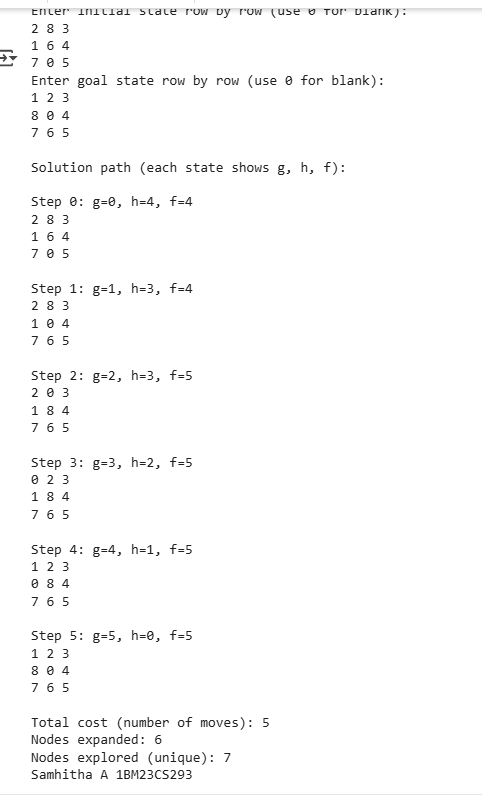 Enter initial state row by row (use 0 for blank):
2 8 3
1 6 4
7 0 5
Enter goal state row by row (use 0 for blank):
1 2 3
8 0 4
7 6 5
Solution path (each state shows g, h, f):
Step 0: g=0, h=4, f=4
2 8 3
1 6 4
7 0 5
Step 1: g=1, h=3, f=4
2 8 3
1 0 4
7 6 5
Step 2: g=2, h=3, f=5
2 0 3
1 8 4
7 6 5
Step 3: g=3, h=2, f=5
0 2 3
1 8 4
7 6 5
Step 4: g=4, h=1, f=5
1 2 3
0 8 4
7 6 5
Step 5: g=5, h=0, f=5
1 2 3
8 0 4
7 6 5
Total cost (number of moves): 5
Nodes expanded: 6
Nodes explored (unique): 7
Samhitha A 1BM23CS293